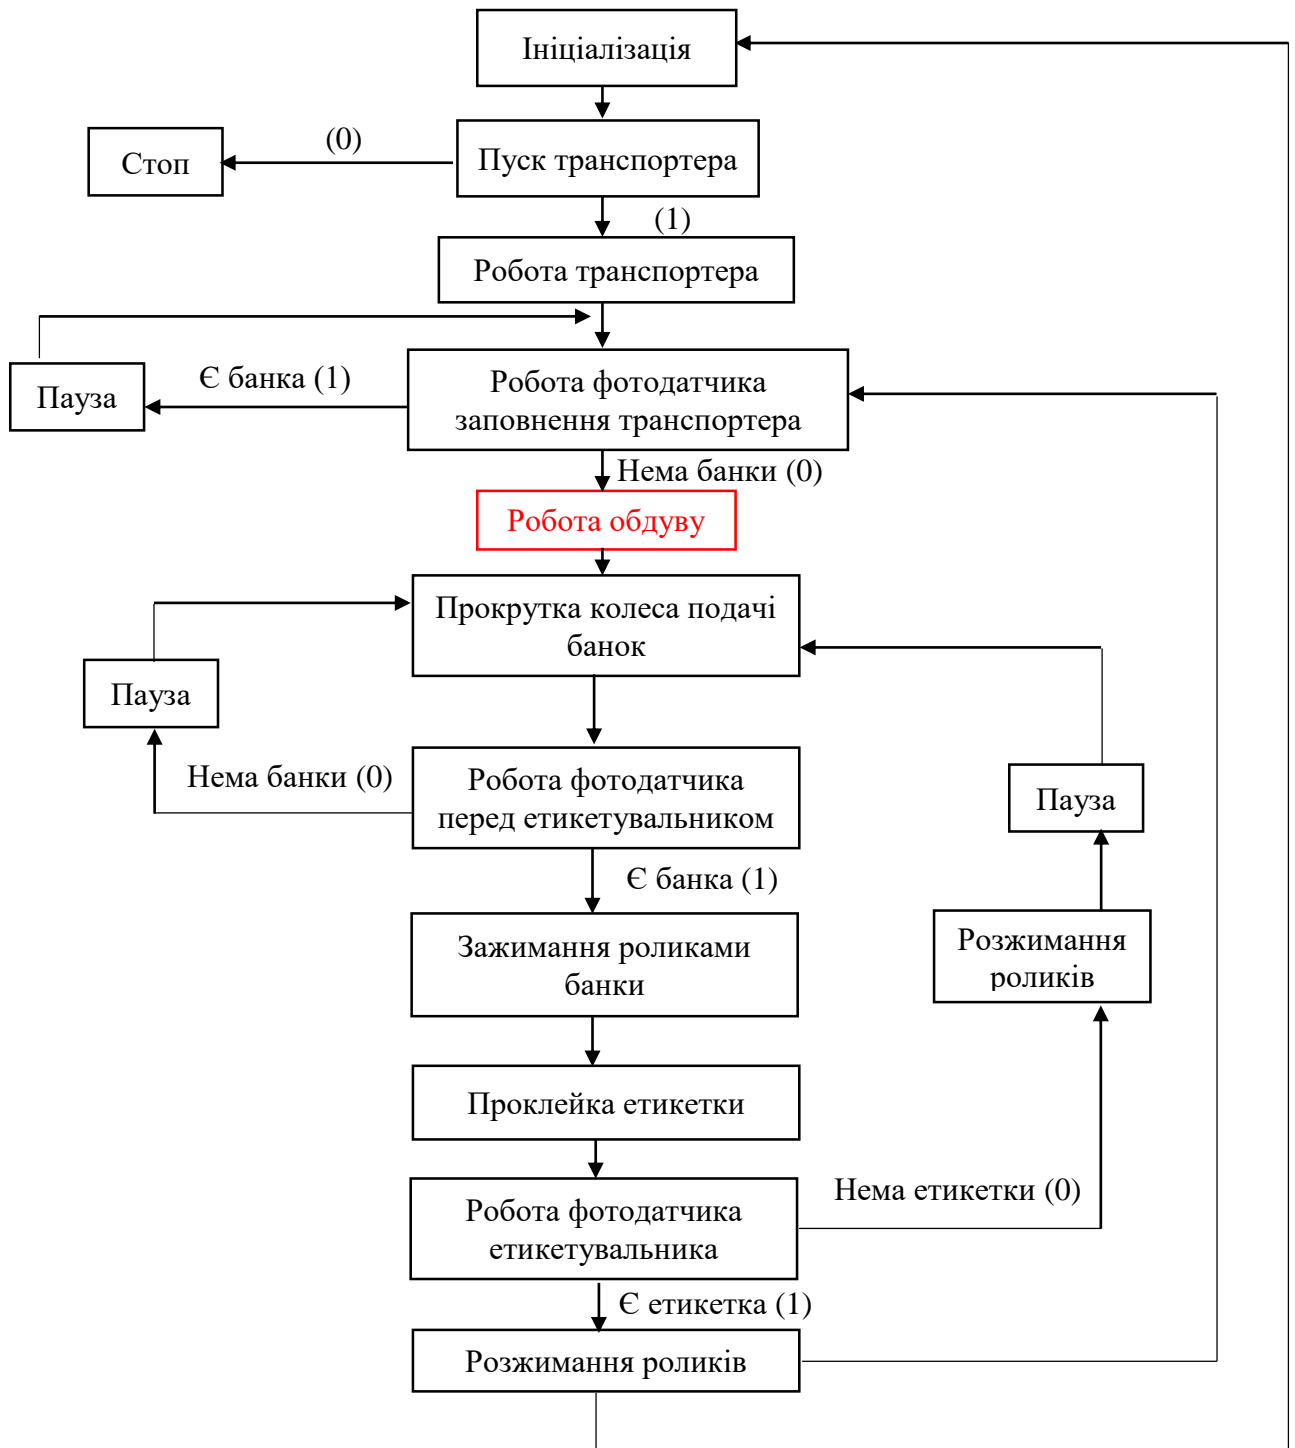 Ініціалізація
(0)
Стоп
Пуск транспортера
(1)
Робота транспортера
Є банка (1)
Пауза
Робота фотодатчика
заповнення транспортера
Нема банки (0)
Робота обдуву
Прокрутка колеса подачі
банок
Пауза
Нема банки (0)
Робота фотодатчика
перед етикетувальником
Пауза
Є банка (1)
Зажимання роликами
банки
Розжимання
роликів
Проклейка етикетки
Нема етикетки (0)
Робота фотодатчика
етикетувальника
Є етикетка (1)
Розжимання роликів